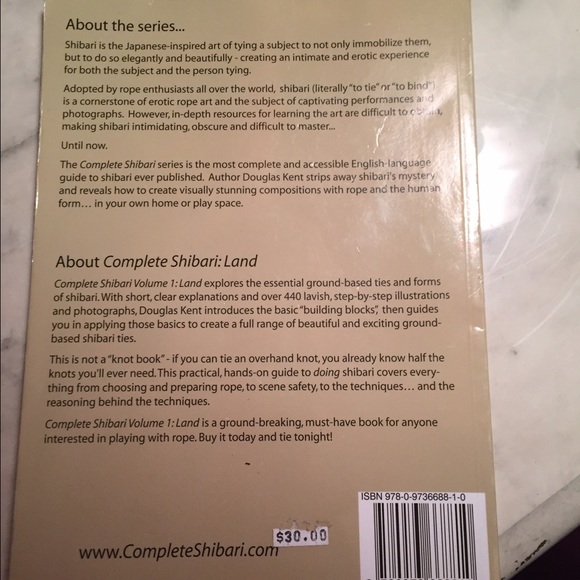 About the series...
Shibari is the Japanese-inspired art of tying a subject to not only immobilize them,
but to do so elegantly and beautifully - creating an intimate and erotic experience
for both the subject and the person tying.
Adopted by rope enthusiasts all over the world, shibari (literally "to tie" or "to bind")
is a cornerstone of erotic rope art and the subject of captivating performances and
photographs. However, in-depth resources for learning the art are difficult to obtain,
making shibari intimidating, obscure and difficult to master...
Until now.
The Complete Shibari series is the most complete and accessible English-language
guide to shibari ever published. Author Douglas Kent strips away shibari's mystery
and reveals how to create visually stunning compositions with rope and the human
form... in your own home or play space.
About Complete Shibari: Land
Complete Shibari Volume 1: Land explores the essential ground-based ties and forms
of shibari. With short, clear explanations and over 440 lavish, step-by-step illustrations
and photographs, Douglas Kent introduces the basic "building blocks", then guides
you in applying those basics to create a full range of beautiful and exciting ground-
based shibari ties.
This is not a "knot book" - if you can tie an overhand knot, you already know half the
knots you'll ever need. This practical, hands-on guide to doing shibari covers every-
thing from choosing and preparing rope, to scene safety, to the techniques... and the
reasoning behind the techniques.
Complete Shibari Volume 1: Land is a ground-breaking, must-have book for anyone
interested in playing with rope. Buy it today and tie tonight!
ISBN 978-0-9736688-1-0
$30.00
www.CompleteShibari.com